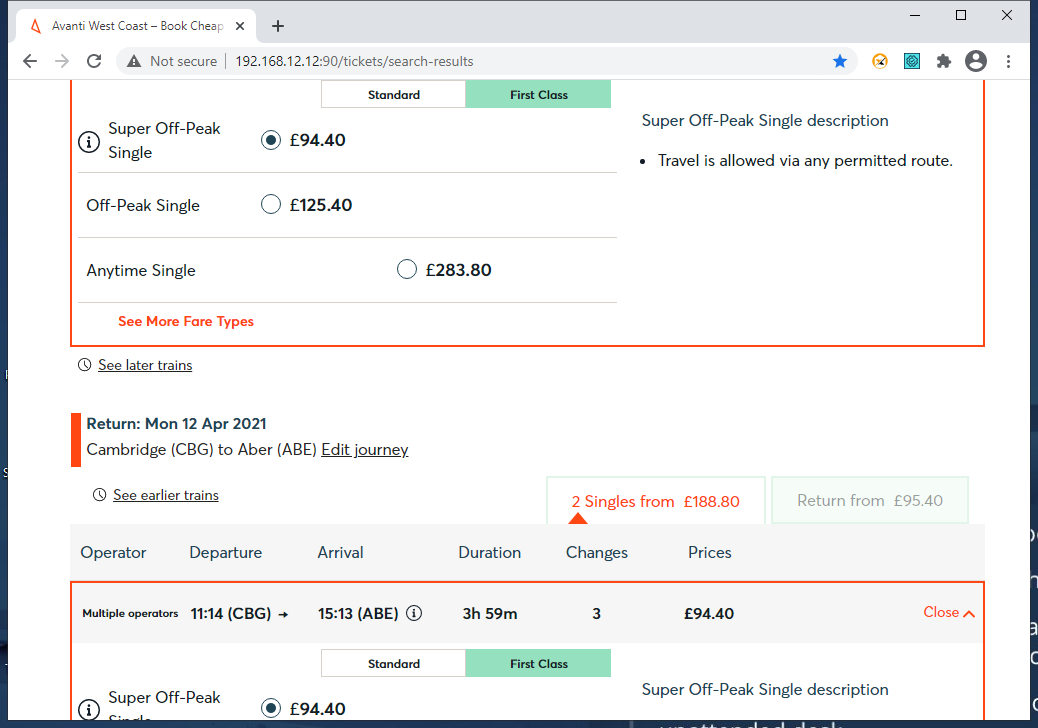 Avanti West Coast – Book Cheap
Not secure 192.168.12.12:90/tickets/search-results
Standard First Class
Super Off-Peak Single £94.40
Super Off-Peak Single description
Travel is allowed via any permitted route.
Off-Peak Single £125.40
Anytime Single £283.80
See More Fare Types
See later trains
Return: Mon 12 Apr 2021
Cambridge (CBG) to Aber (ABE) Edit journey
See earlier trains
2 Singles from £188.80 Return from £95.40
Operator Departure Arrival Duration Changes Prices
Multiple operators 11:14 (CBG) → 15:13 (ABE) 3h 59m 3 £94.40 Close
Standard First Class
Super Off-Peak Single £94.40
Super Off-Peak Single description